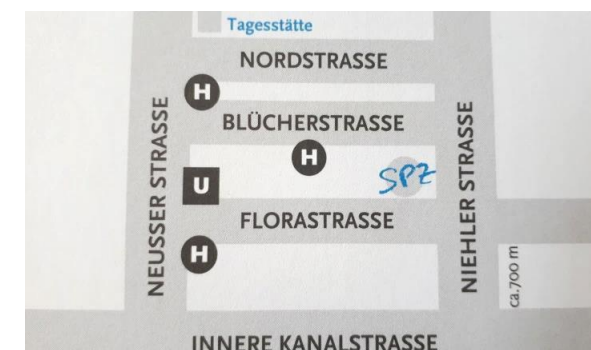 Tagesstätte
NORDSTRASSE
H
BLÜCHERSTRASSE
H
SPZ
U
FLORASTRASSE
H
NEUSSER STRASSE
NIEHLER STRASSE
ca.700 m
INNERE KANALSTRASSE